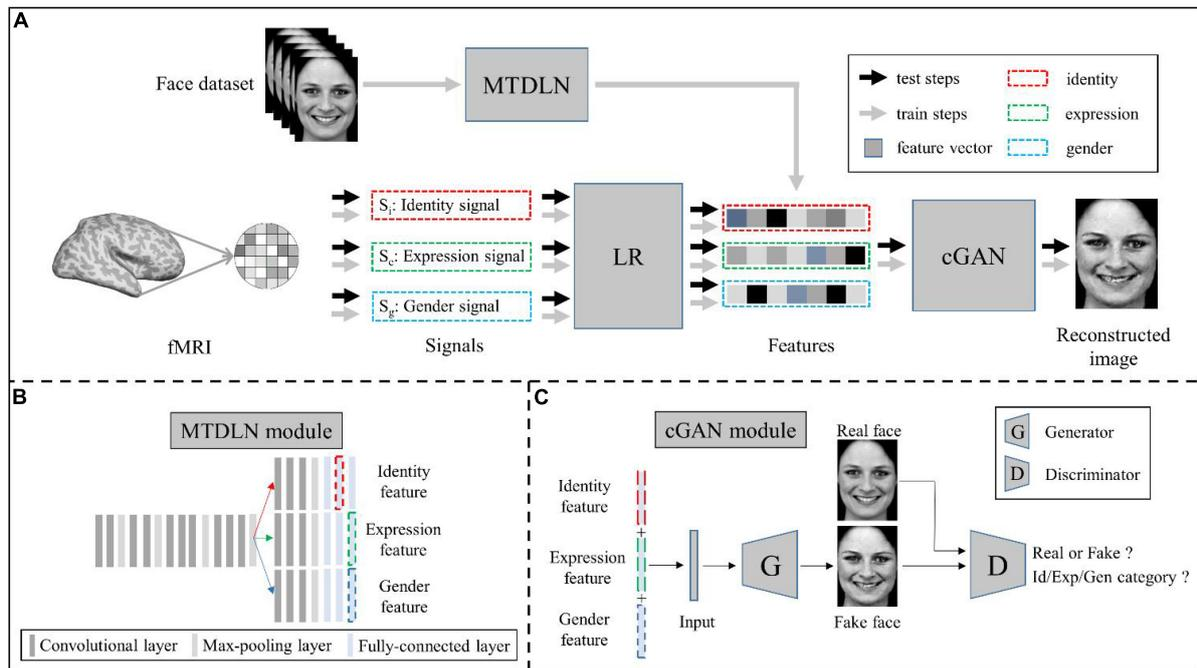 A
Face dataset
MTDLN
test steps
identity
train steps
expression
feature vector
gender
Si: Identity signal
Se: Expression signal
Sg: Gender signal
LR
cGAN
fMRI
Signals
Features
Reconstructed
image
B
MTDLN module
Identity
feature
Expression
feature
Gender
feature
Convolutional layer
Max-pooling layer
Fully-connected layer
C
cGAN module
Real face
G
Generator
D
Discriminator
Identity
feature
+
Expression
feature
+
Gender
feature
Input
G
Fake face
D
Real or Fake ?
Id/Exp/Gen category ?